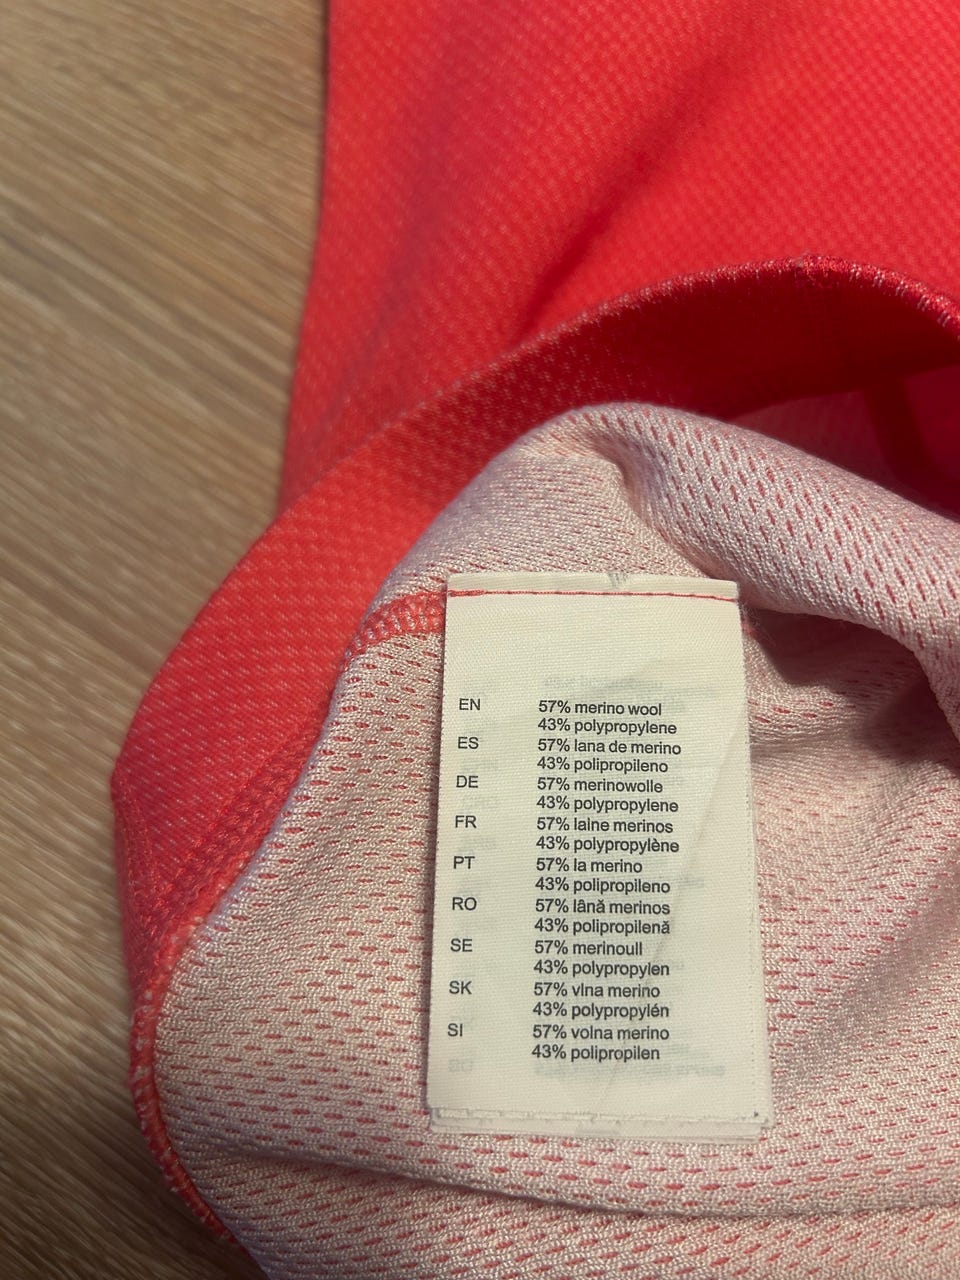 EN 57% merino wool
43% polypropylene
ES 57% lana de merino
43% polipropileno
DE 57% merinowolle
43% polypropylene
FR 57% laine merinos
43% polypropylène
PT 57% la merino
43% polipropileno
RO 57% lână merinos
43% polipropilenă
SE 57% merinoull
43% polypropylen
SK 57% vlna merino
43% polypropylén
SI 57% volna merino
43% polipropilen